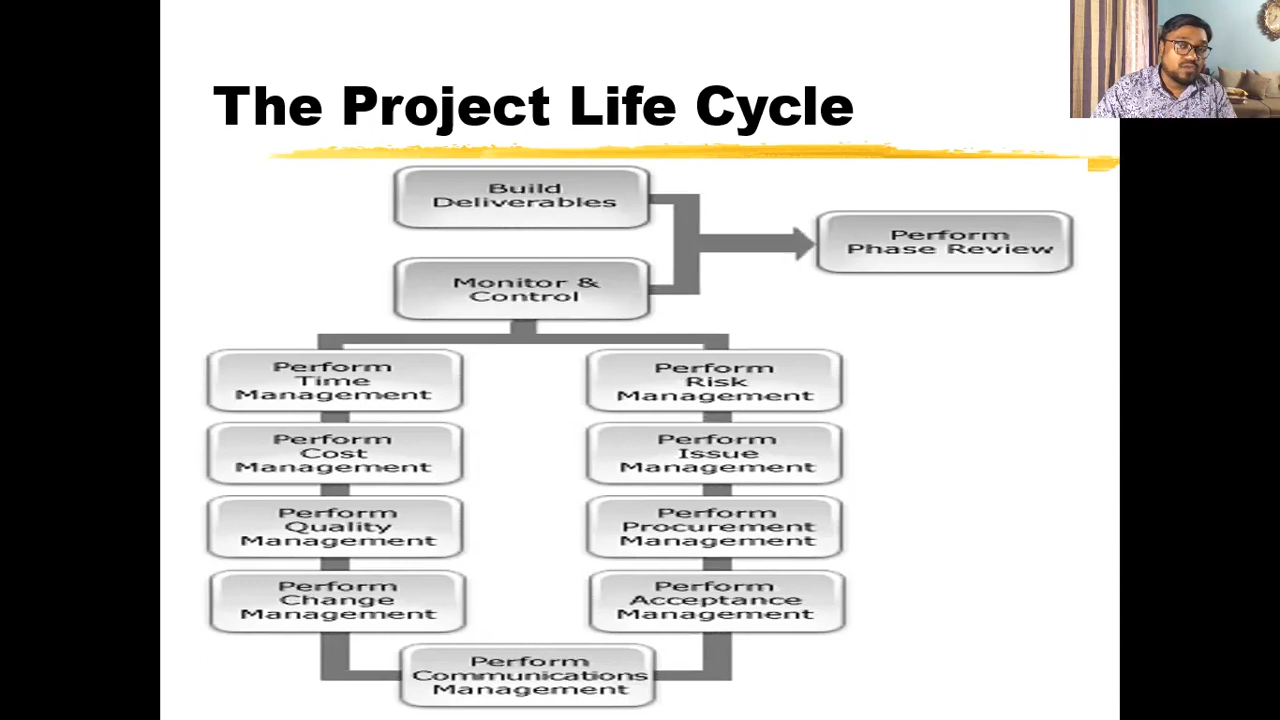 The Project Life Cycle
Build
Deliverables
Perform
Phase Review
Monitor &
Control
Perform
Time
Management
Perform
Risk
Management
Perform
Cost
Management
Perform
Issue
Management
Perform
Quality
Management
Perform
Procurement
Management
Perform
Change
Management
Perform
Acceptance
Management
Perform
Communications
Management